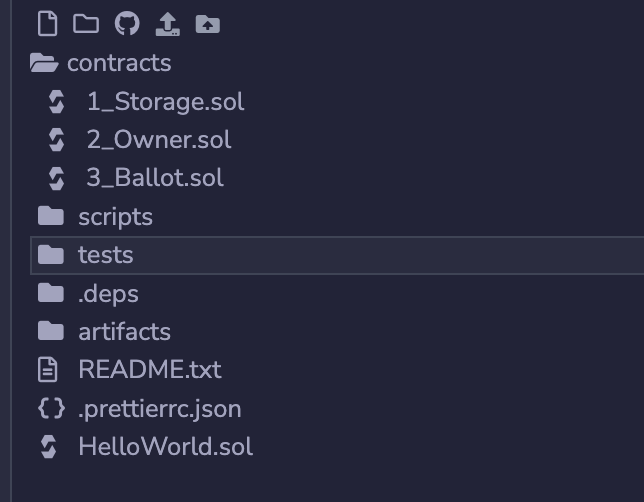 contracts
1_Storage.sol
2_Owner.sol
3_Ballot.sol
scripts
tests
.deps
artifacts
README.txt
.prettierrc.json
HelloWorld.sol